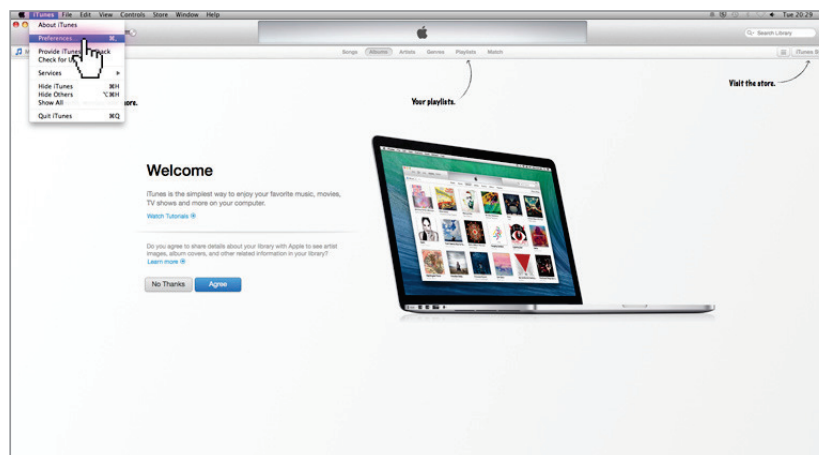 iTunes File Edit View Controls Store Window Help
Tue 20 29
About iTunes
Preferences...
Provide iTunes
Check for
Services
Hide iTunes ⌘H
Hide Others ⌥⌘H
Show All
Quit iTunes ⌘Q
Search Library
Songs Albums Artists Genres Playlists Match
iTunes S
Your playlists.
Visit the store.
Welcome
iTunes is the simplest way to enjoy your favorite music, movies,
TV shows and more on your computer.
Watch Tutorials
Do you agree to share details about your library with Apple to see artist
images, album covers, and other related information in your library?
Learn more
No Thanks Agree